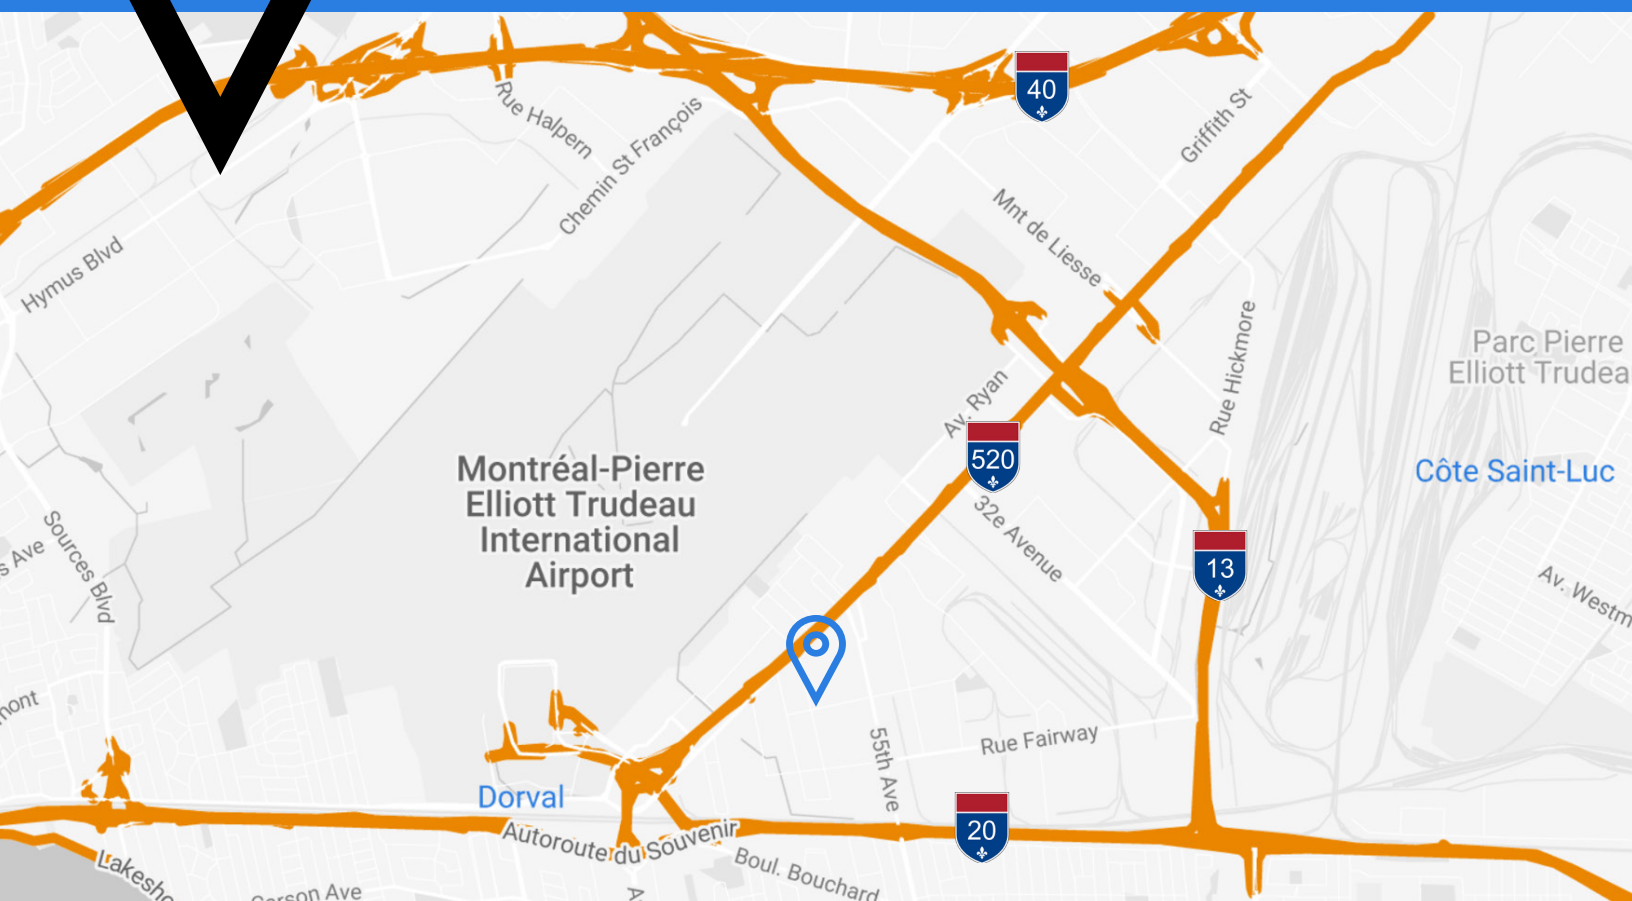 40
Rue Halpern
Chemin St François
Griffith St
Mnt de Liesse
Hymus Blvd
Rue Hickmore
Parc Pierre
Elliott Trudea
Av. Ryan
520
Montréal-Pierre
Elliott Trudeau
International
Airport
Côte Saint-Luc
32e Avenue
Sources Blvd
s Ave
13
Av. Westm
mont
55th Ave
Rue Fairway
Dorval
20
Autoroute du Souvenir
Boul. Bouchard
Lakesho
Carson Ave
A